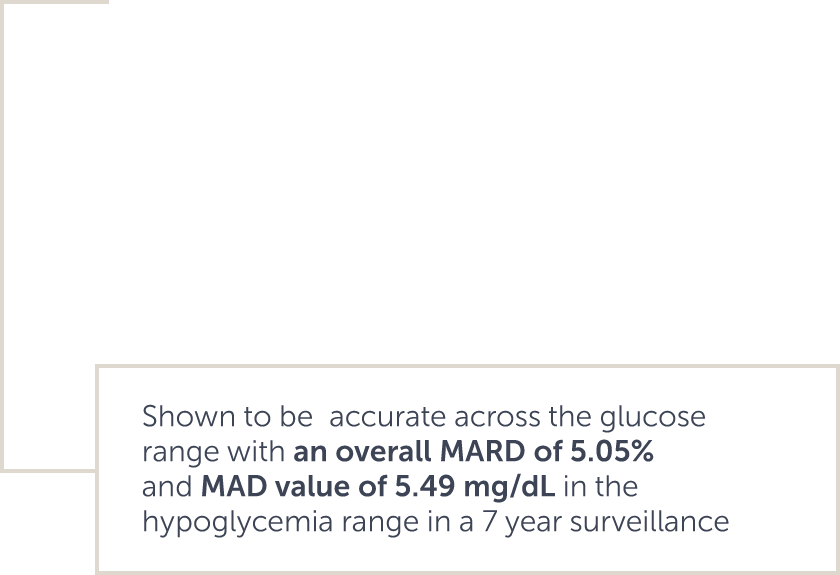 Shown to be  accurate across the glucose
range with an overall MARD of 5.05%
and MAD value of 5.49 mg/dL in the
hypoglycemia range in a 7 year surveillance